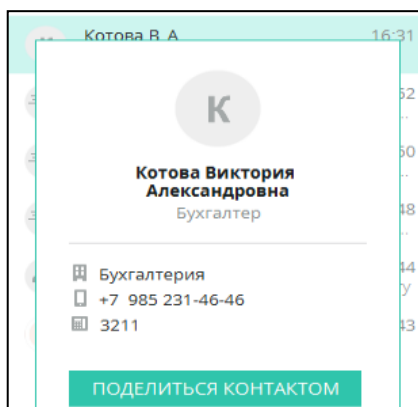 Котова В. А. 16:31
К
Котова Виктория
Александровна
Бухгалтер
Бухгалтерия
+7 985 231-46-46
3211
ПОДЕЛИТЬСЯ КОНТАКТОМ